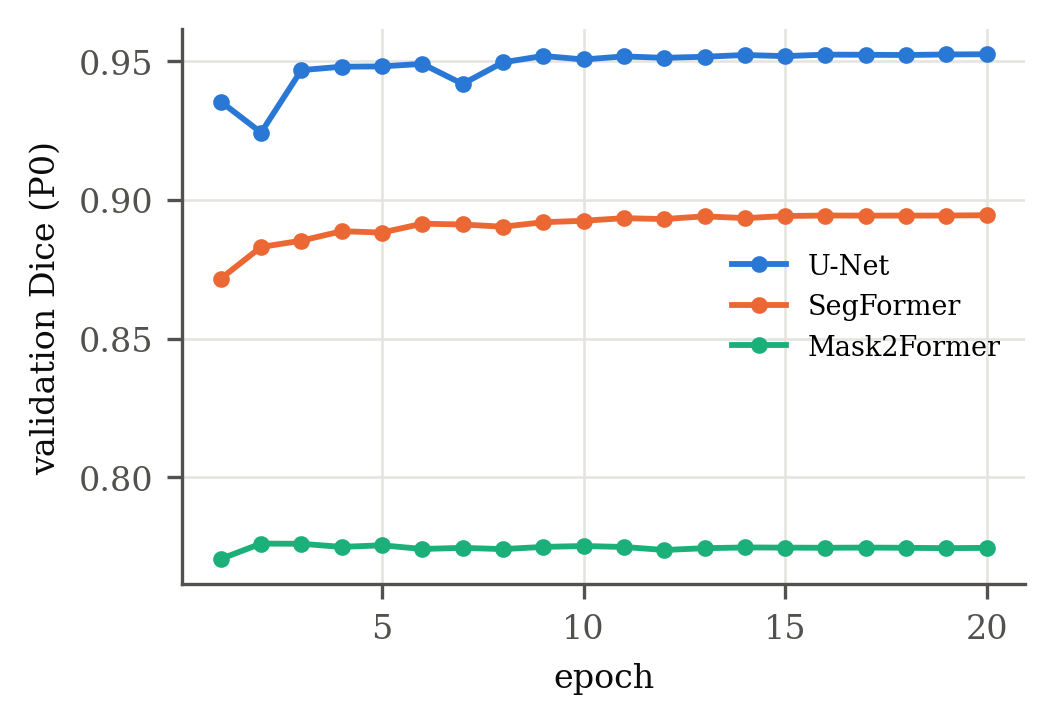 validation Dice (P0)
0.95
0.90
0.85
0.80
U-Net
SegFormer
Mask2Former
5
10
15
20
epoch